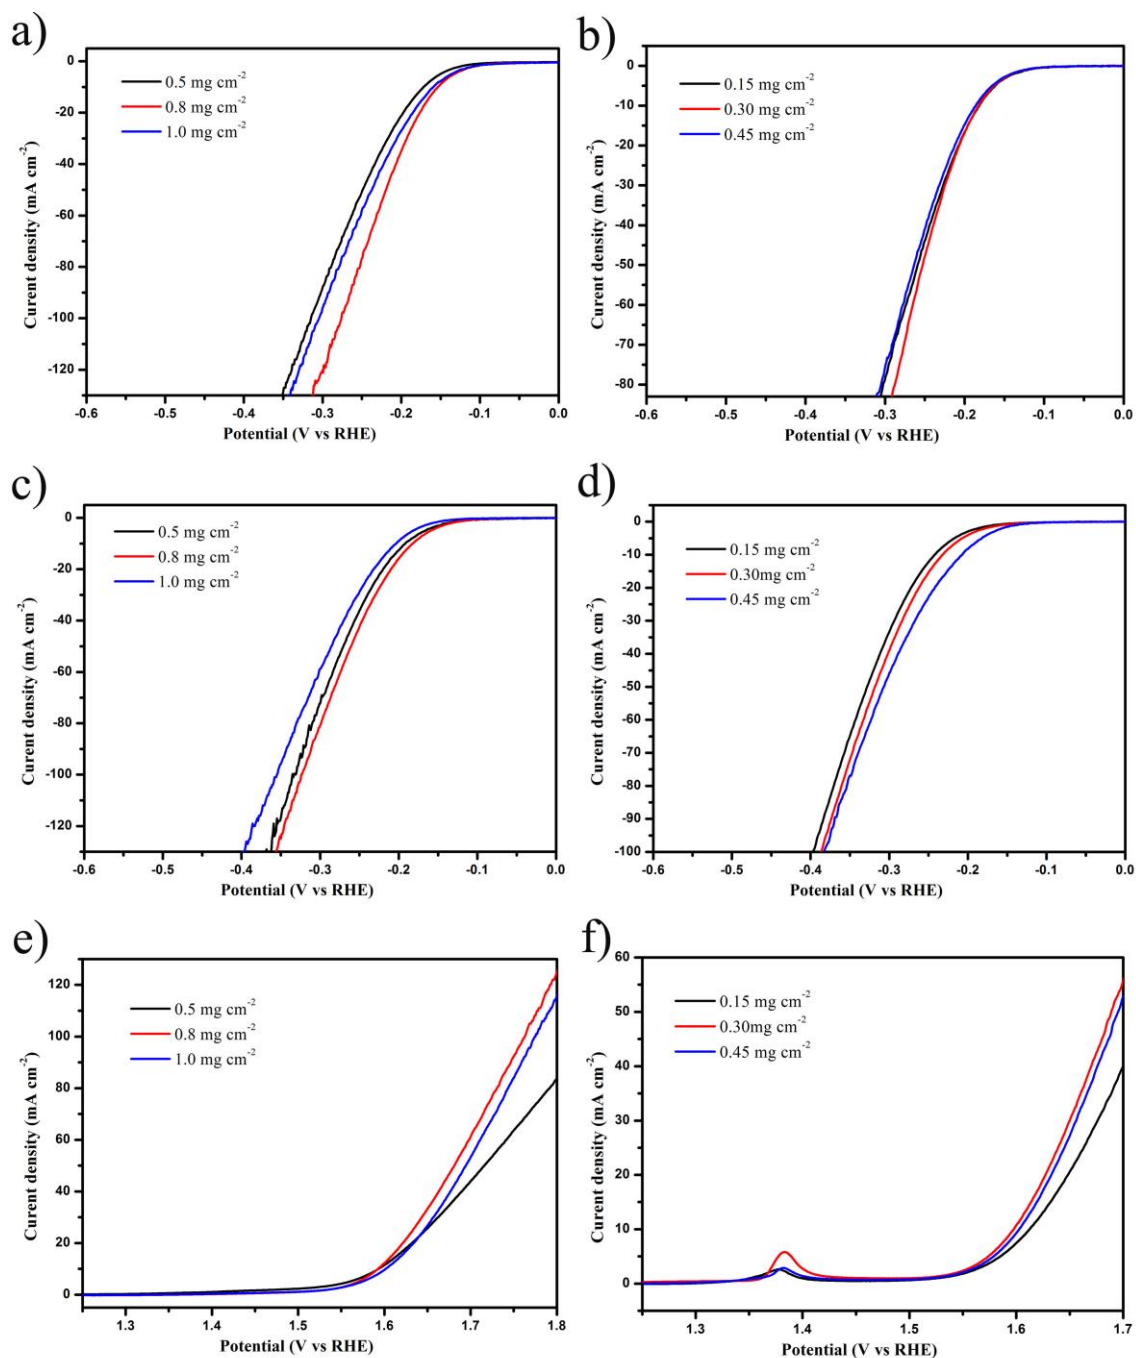 a)
0.5 mg cm⁻²
0.8 mg cm⁻²
1.0 mg cm⁻²
Curent density (mA cm⁻²)
0
-20
-40
-60
-80
-100
-120
-0.6 -0.5 -0.4 -0.3 -0.2 -0.1 0.0
Potential (V vs RHE)
b)
0.15 mg cm⁻²
0.30 mg cm⁻²
0.45 mg cm⁻²
Curent density (mA cm⁻²)
0
-10
-20
-30
-40
-50
-60
-70
-80
-0.6 -0.5 -0.4 -0.3 -0.2 -0.1 0.0
Potential (V vs RHE)
c)
0.5 mg cm⁻²
0.8 mg cm⁻²
1.0 mg cm⁻²
Curent density (mA cm⁻²)
0
-20
-40
-60
-80
-100
-120
-0.6 -0.5 -0.4 -0.3 -0.2 -0.1 -0.0
Potential (V vs RHE)
d)
0.15 mg cm⁻²
0.30mg cm⁻²
0.45 mg cm⁻²
Curent density (mA cm⁻²)
0
-10
-20
-30
-40
-50
-60
-70
-80
-90
-100
-0.6 -0.5 -0.4 -0.3 -0.2 -0.1 0.0
Potential (V vs RHE)
e)
0.5 mg cm⁻²
0.8 mg cm⁻²
1.0 mg cm⁻²
Curent density (mA cm⁻²)
120
100
80
60
40
20
0
1.3 1.4 1.5 1.6 1.7 1.8
Potential (V vs RHE)
f)
0.15 mg cm⁻²
0.30mg cm⁻²
0.45 mg cm⁻²
Curent density (mA cm⁻²)
60
50
40
30
20
10
0
1.3 1.4 1.5 1.6 1.7
Potential (V vs RHE)